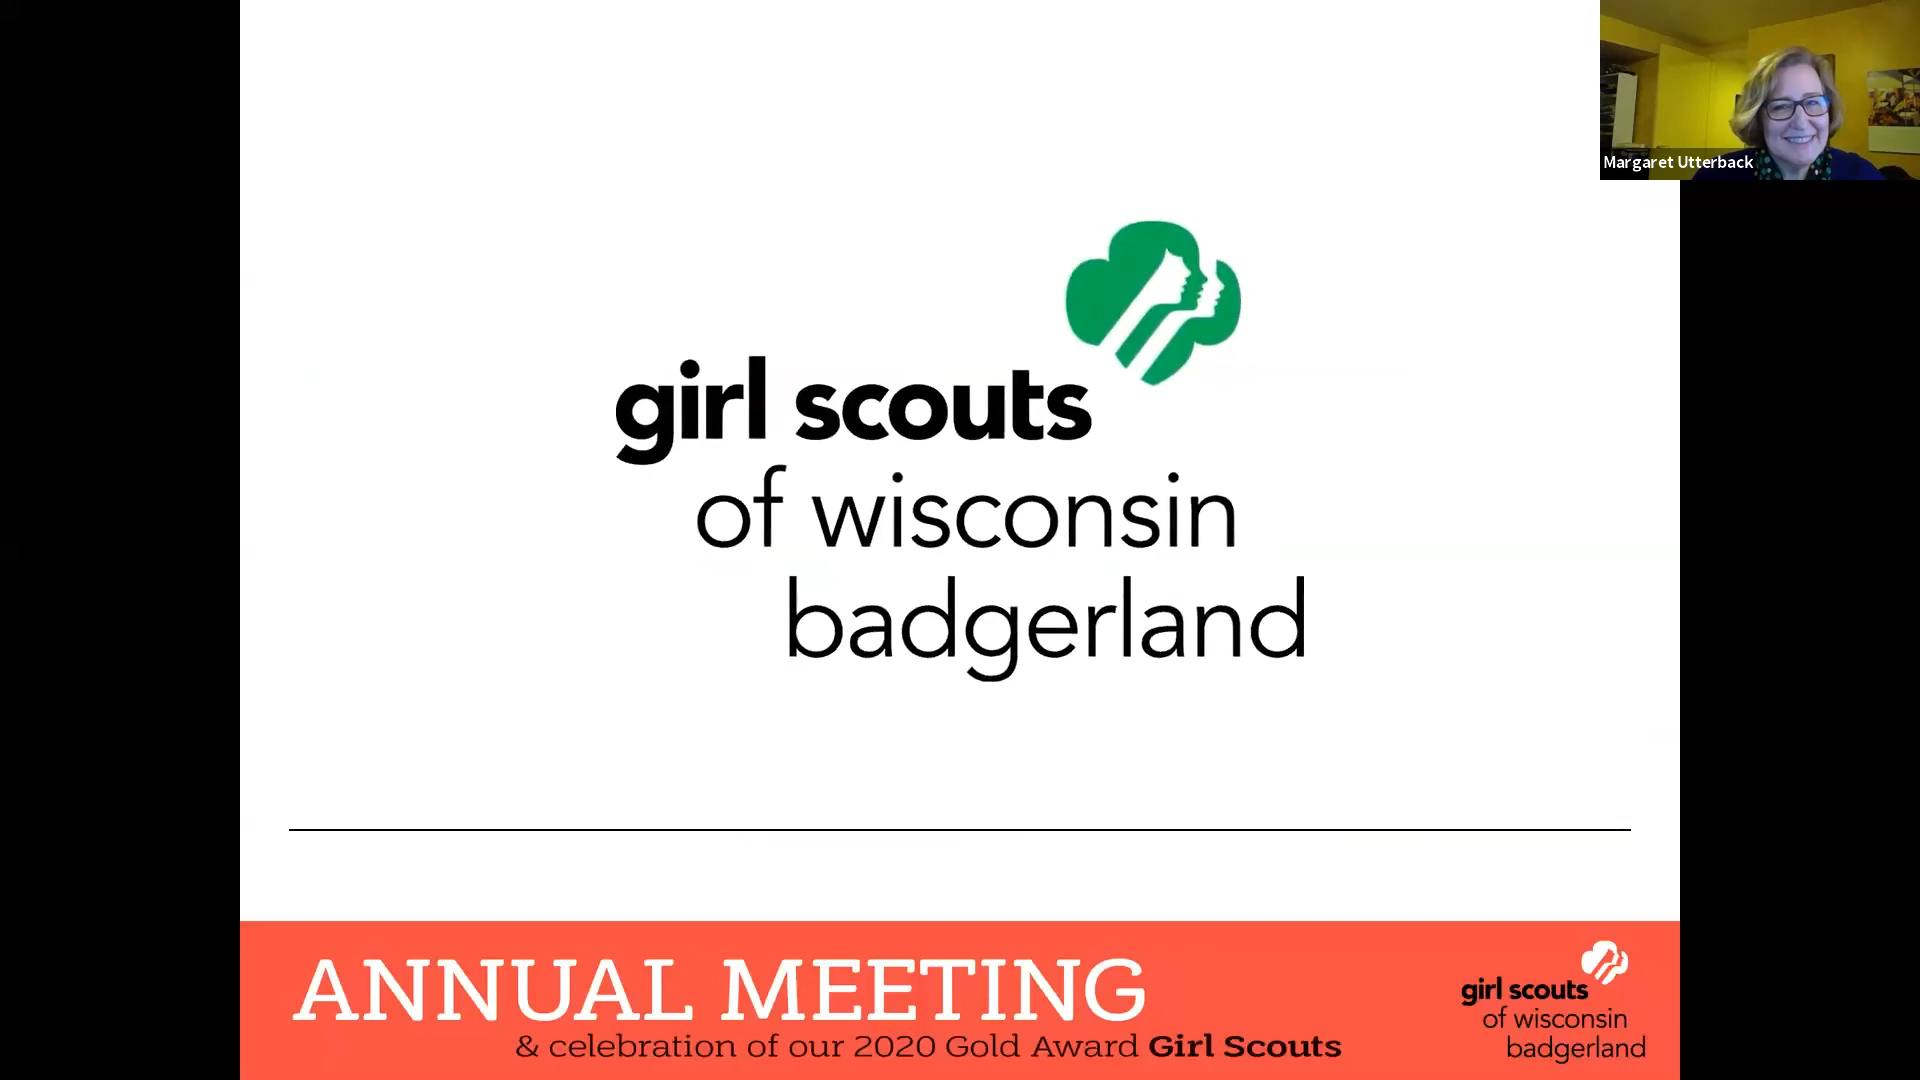 Margaret Utterback
girl scouts
of wisconsin
badgerland
ANNUAL MEETING
& celebration of our 2020 Gold Award Girl Scouts
girl scouts
of wisconsin
badgerland